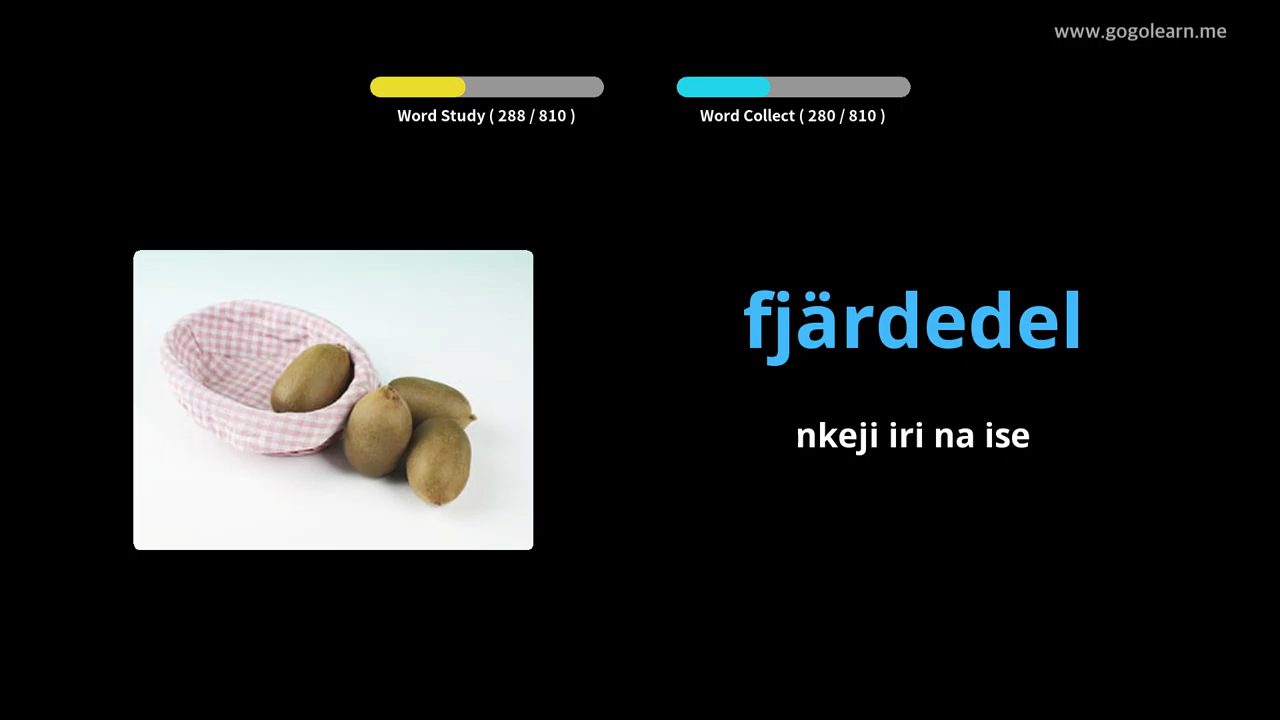 www.gogolearn.me
Word Study ( 288 / 810 )
Word Collect ( 280 / 810 )
fjärdedel
nkeji iri na ise